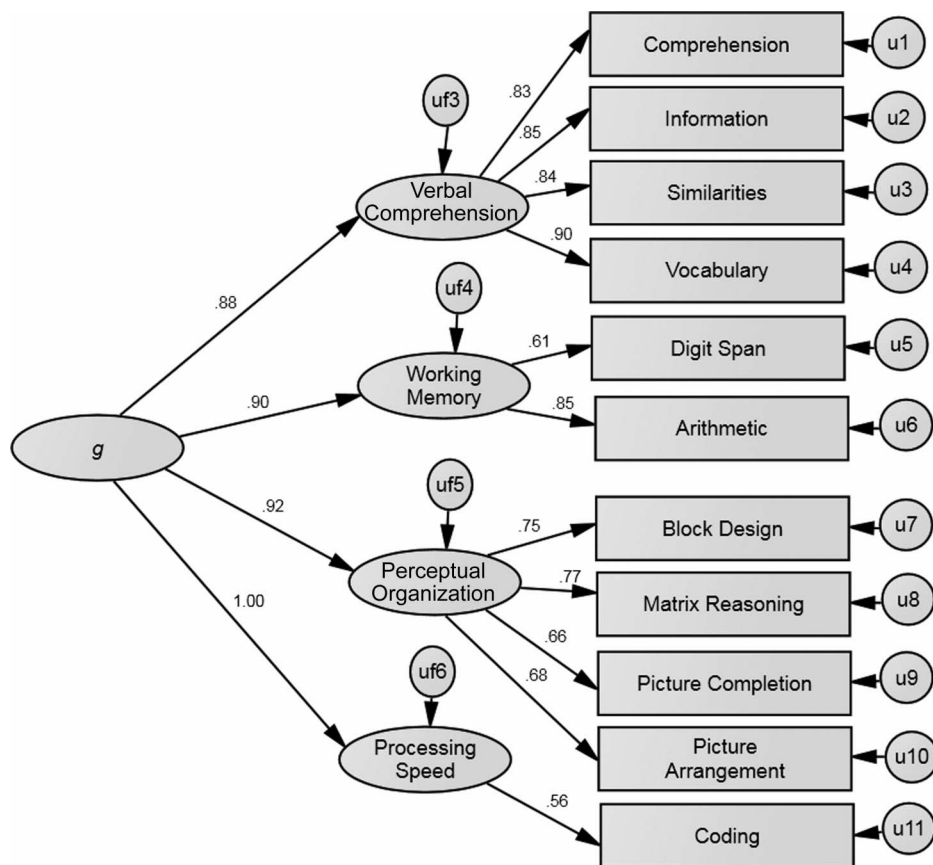 Comprehension
u1
.83
uf3
.85
Information
u2
Verbal
Comprehension
.84
Similarities
u3
.90
Vocabulary
u4
.88
uf4
.61
Digit Span
u5
Working
Memory
.90
.85
Arithmetic
u6
g
uf5
.92
.75
Block Design
u7
Perceptual
Organization
.77
Matrix Reasoning
u8
1.00
.66
Picture Completion
u9
uf6
.68
Picture
Arrangement
u10
Processing
Speed
.56
Coding
u11